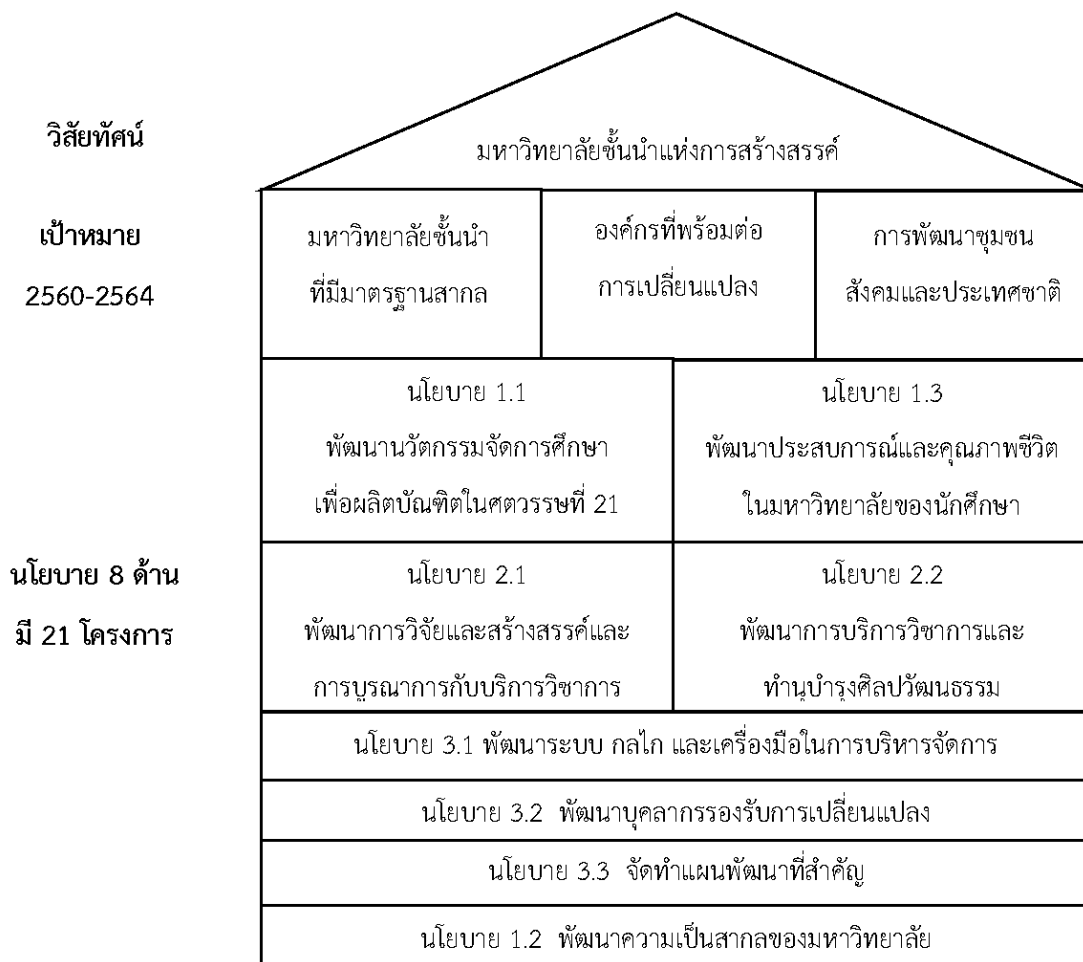 วิสัยทัศน์
มหาวิทยาลัยชั้นนำแห่งการสร้างสรรค์
เป้าหมาย
2560-2564
มหาวิทยาลัยชั้นนำ
ที่มีมาตรฐานสากล
องค์กรที่พร้อมต่อ
การเปลี่ยนแปลง
การพัฒนาชุมชน
สังคมและประเทศชาติ
นโยบาย 8 ด้าน
มี 21 โครงการ
นโยบาย 1.1
พัฒนานวัตกรรมจัดการศึกษา
เพื่อผลิตบัณฑิตในศตวรรษที่ 21
นโยบาย 1.3
พัฒนาประสบการณ์และคุณภาพชีวิต
ในมหาวิทยาลัยของนักศึกษา
นโยบาย 2.1
พัฒนาการวิจัยและสร้างสรรค์และ
การบูรณาการกับบริการวิชาการ
นโยบาย 2.2
พัฒนาการบริการวิชาการและ
ทำนุบำรุงศิลปวัฒนธรรม
นโยบาย 3.1 พัฒนาระบบ กลไก และเครื่องมือในการบริหารจัดการ
นโยบาย 3.2 พัฒนาบุคลากรรองรับการเปลี่ยนแปลง
นโยบาย 3.3 จัดทำแผนพัฒนาที่สำคัญ
นโยบาย 1.2 พัฒนาความเป็นสากลของมหาวิทยาลัย